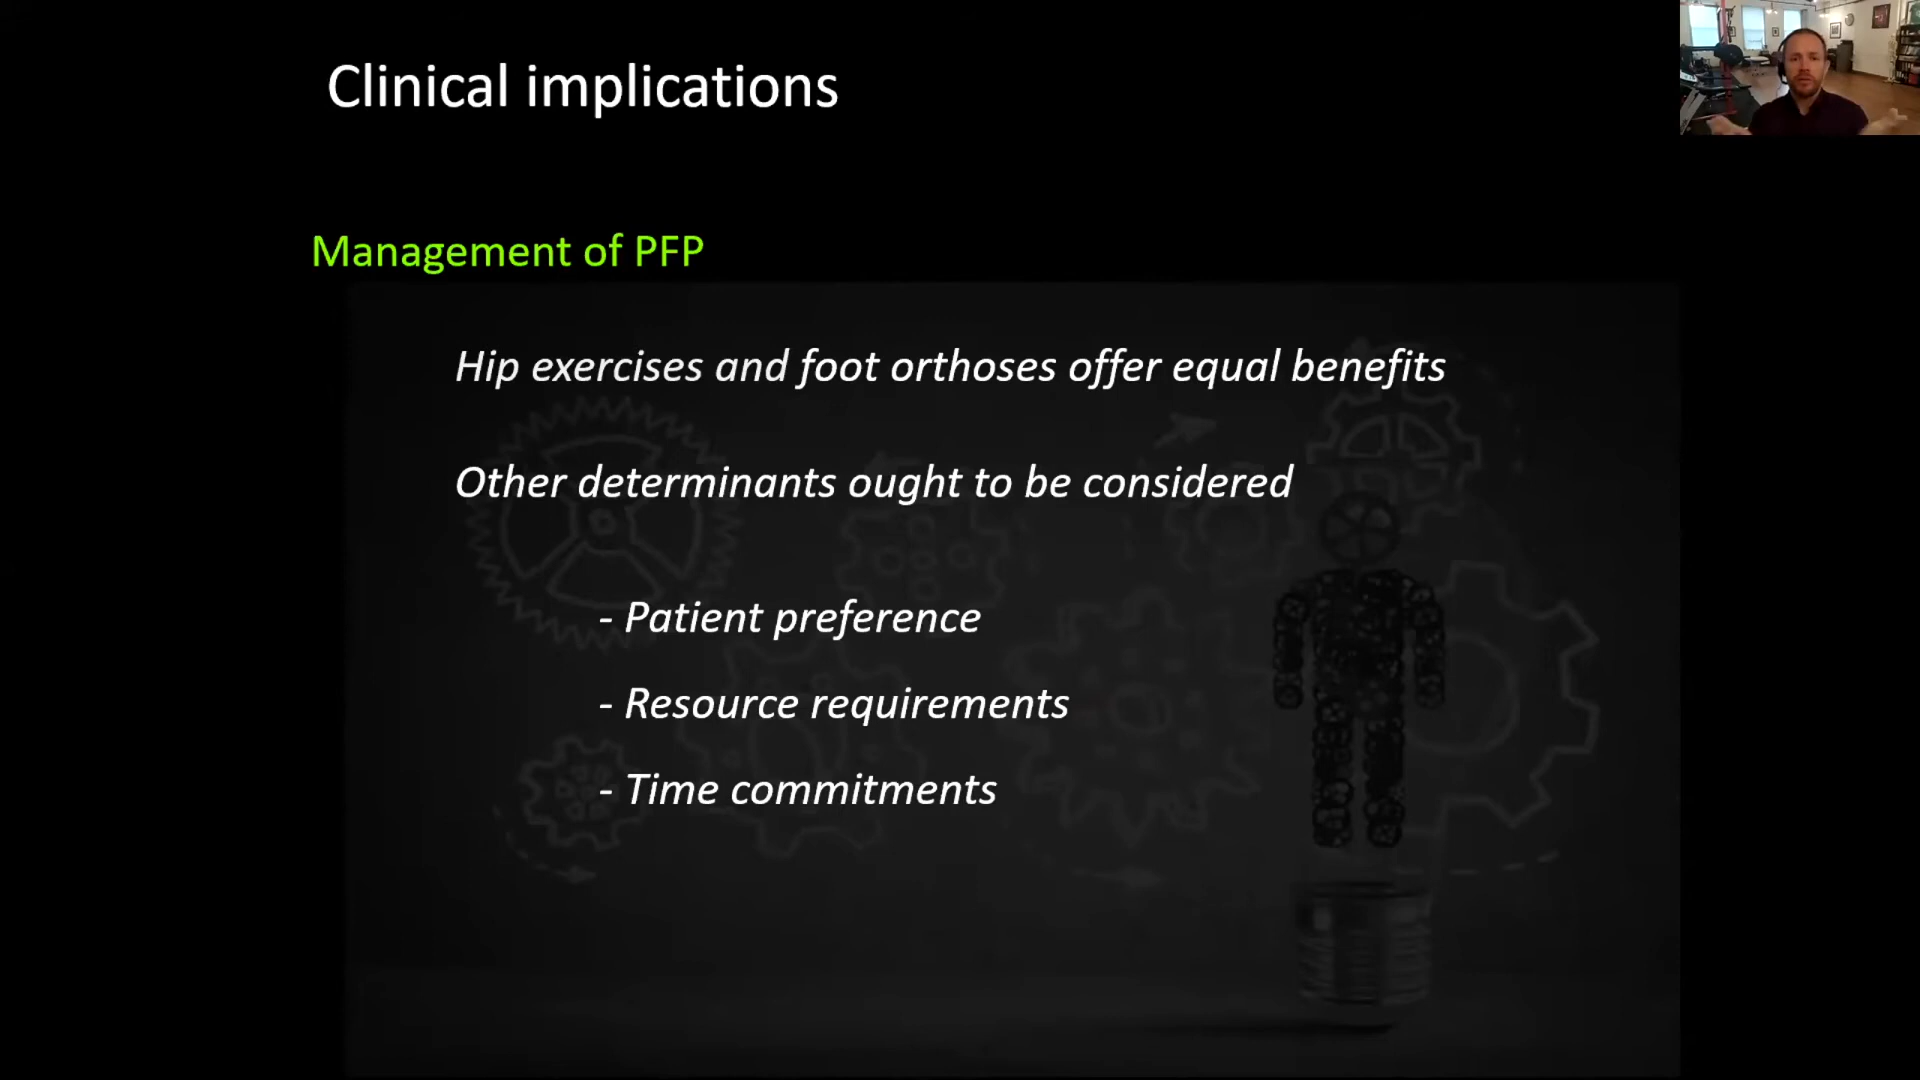 Clinical implications
Management of PFP
Hip exercises and foot orthoses offer equal benefits
Other determinants ought to be considered
- Patient preference
- Resource requirements
- Time commitments